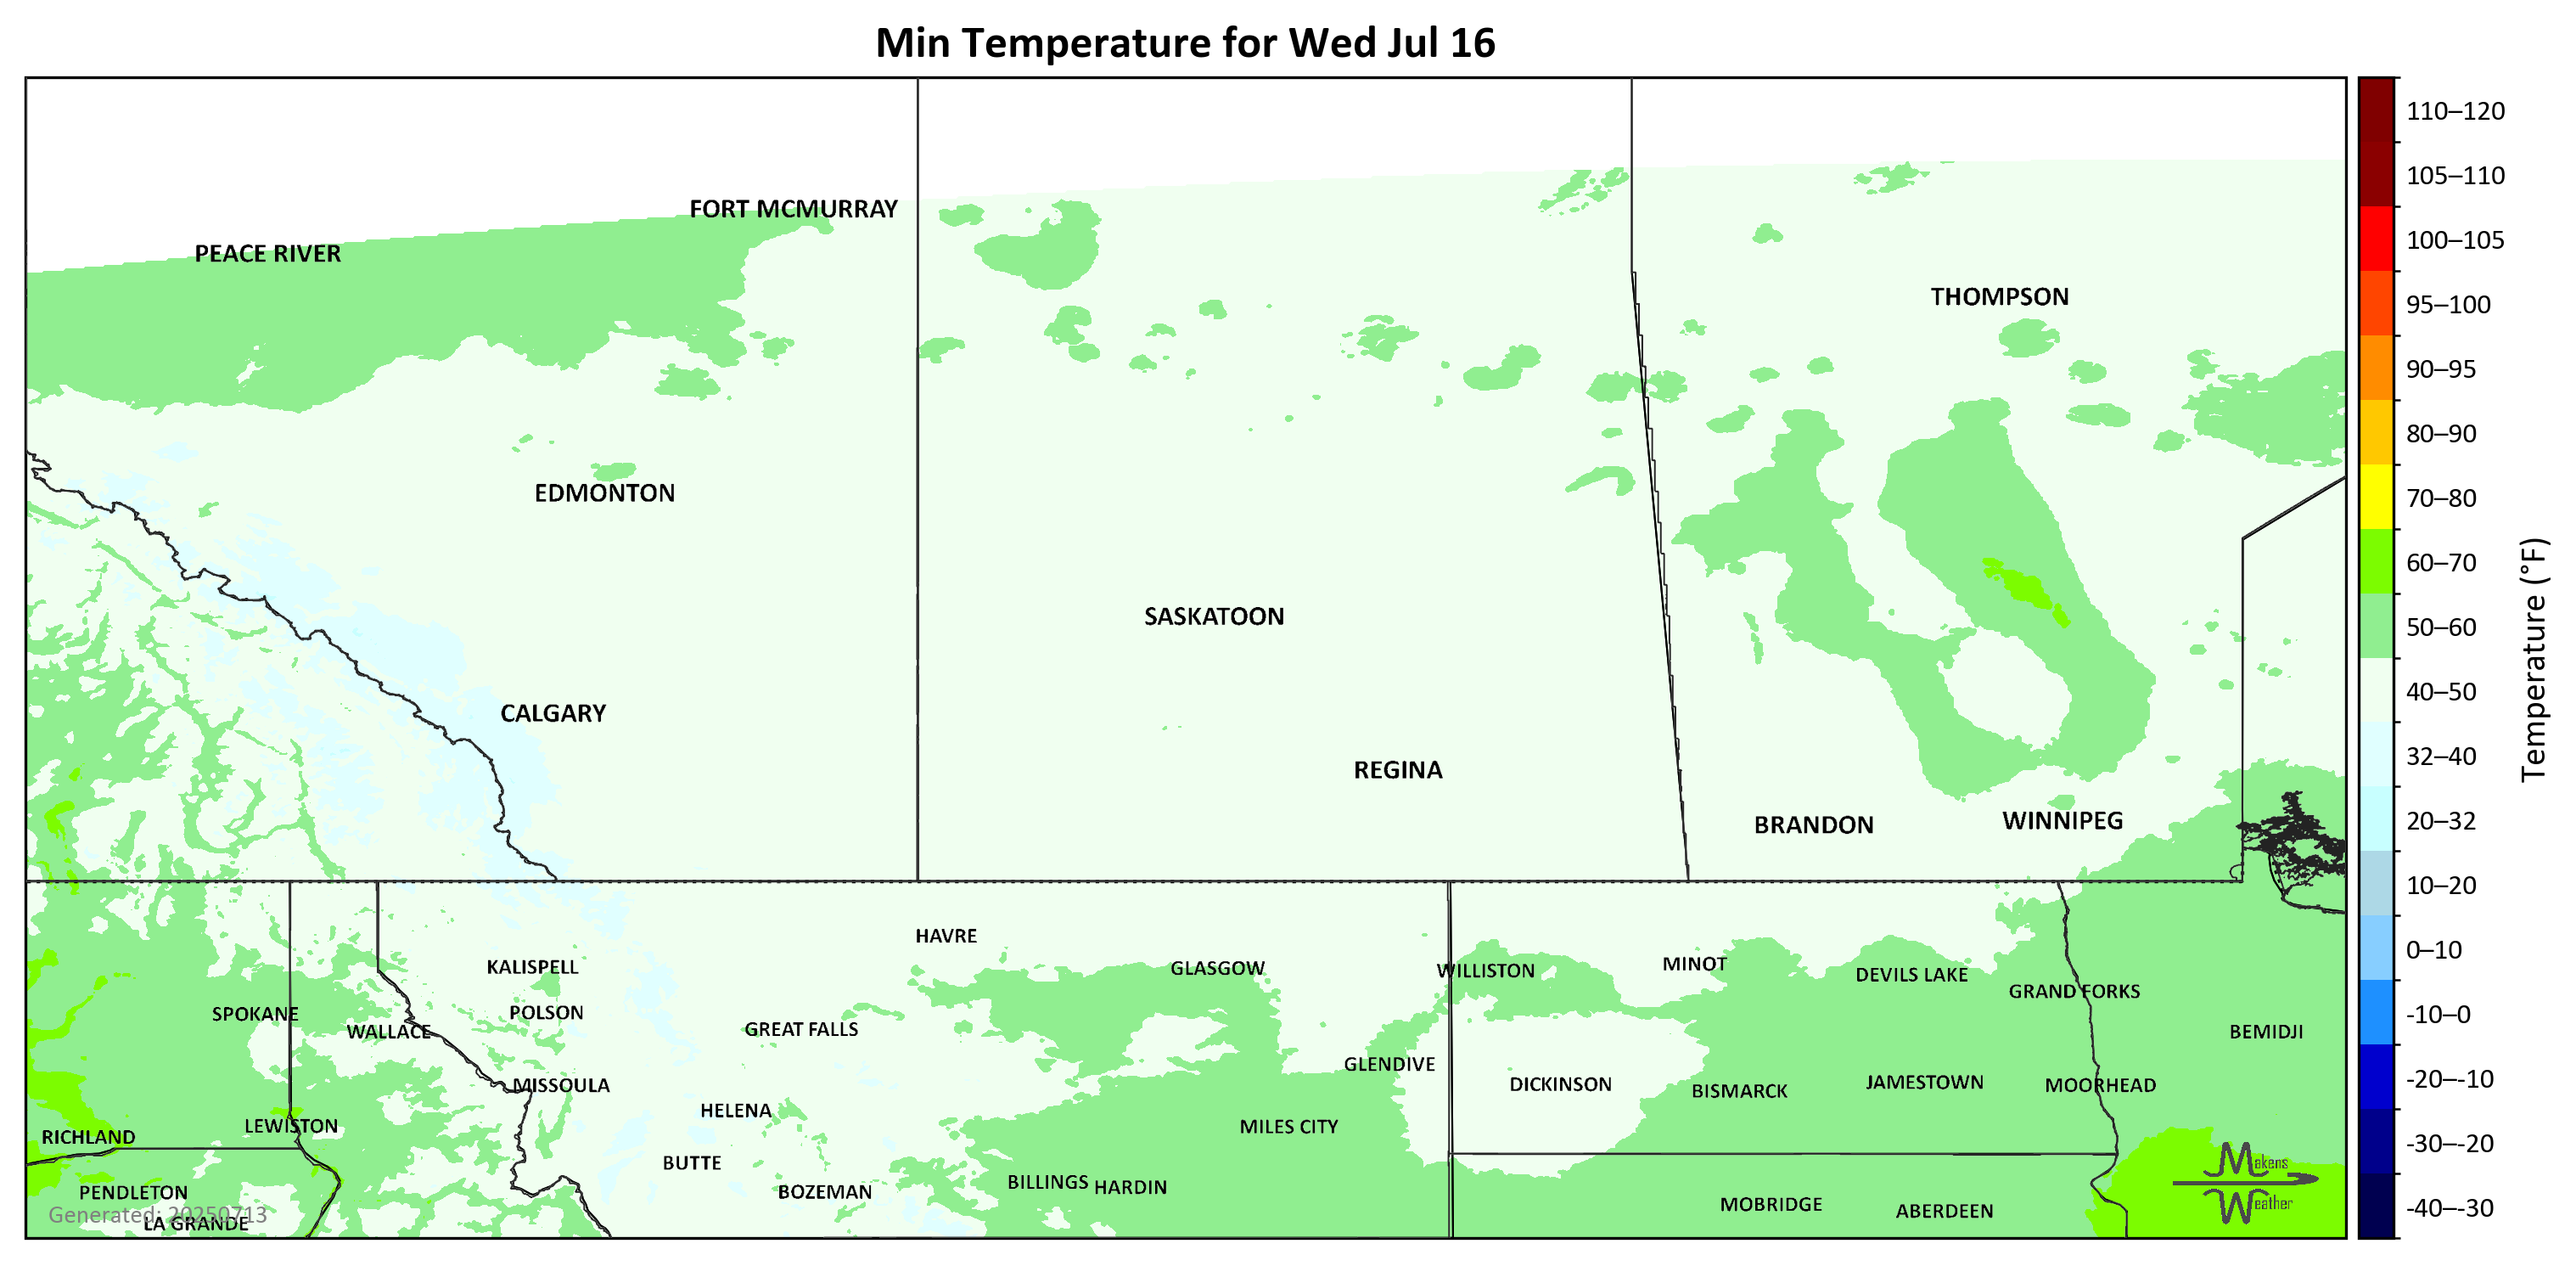 Min Temperature for Wed Jul 16
FORT MCMURRAY
PEACE RIVER
THOMPSON
EDMONTON
SASKATOON
CALGARY
REGINA
BRANDON
WINNIPEG
HAVRE
KALISPELL
GLASGOW
WILLISTON
MINOT
DEVILS LAKE
GRAND FORKS
SPOKANE
POLSON
WALLACE
GREAT FALLS
BEMIDJI
GLENDIVE
MISSOULA
DICKINSON
BISMARCK
JAMESTOWN
MOORHEAD
HELENA
LEWISTON
MILES CITY
RICHLAND
BUTTE
BILLINGS
HARDIN
PENDLETON
BOZEMAN
MOBRIDGE
ABERDEEN
Generated: 20250713
LA GRANDE
Makens
Weather
110–120
105–110
100–105
95–100
90–95
80–90
70–80
60–70
50–60
40–50
32–40
20–32
10–20
0–10
-10–0
-20–-10
-30–-20
-40–-30
Temperature (°F)